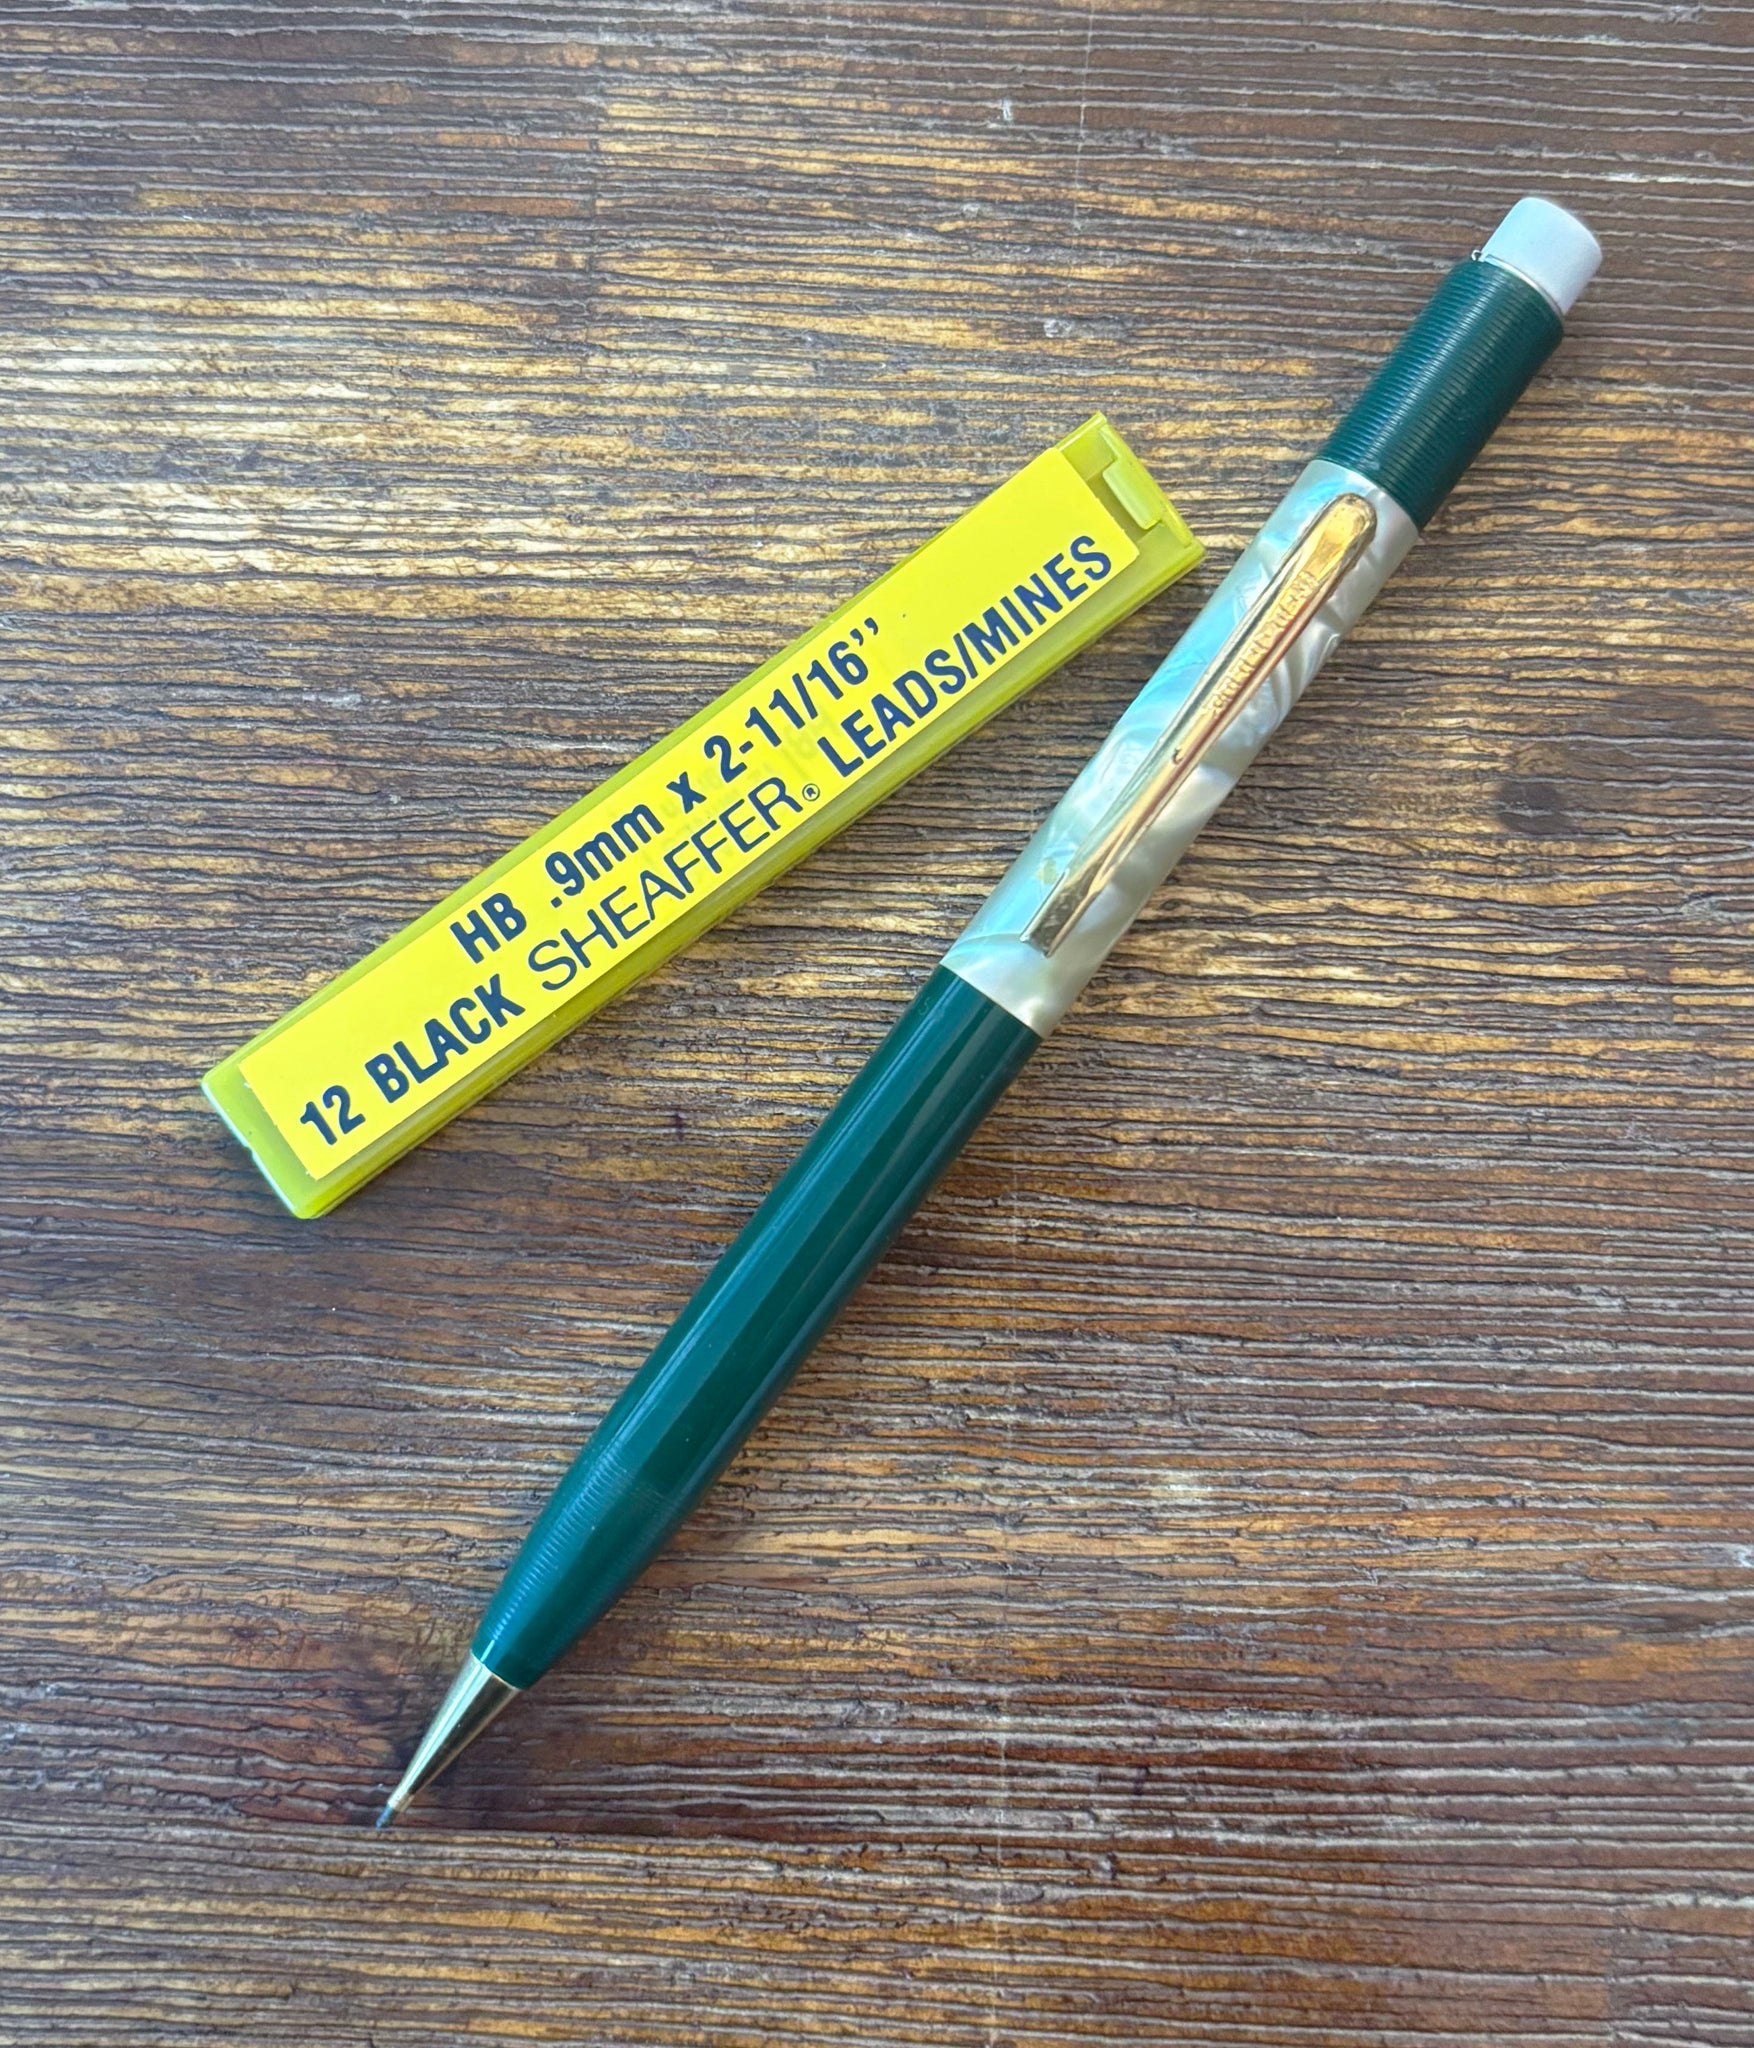 HB .9mm x 2-11/16”
12 BLACK SHEAFFER® LEADS/MINES